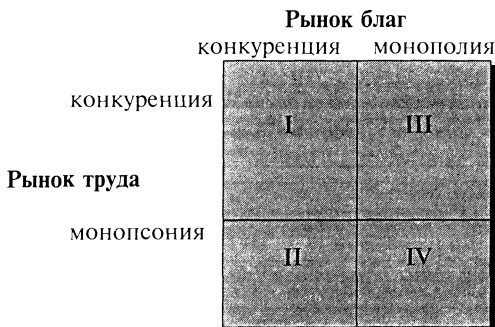 Рынок благ
конкуренция монополия
конкуренция
I III
Рынок труда
монопсония
II IV